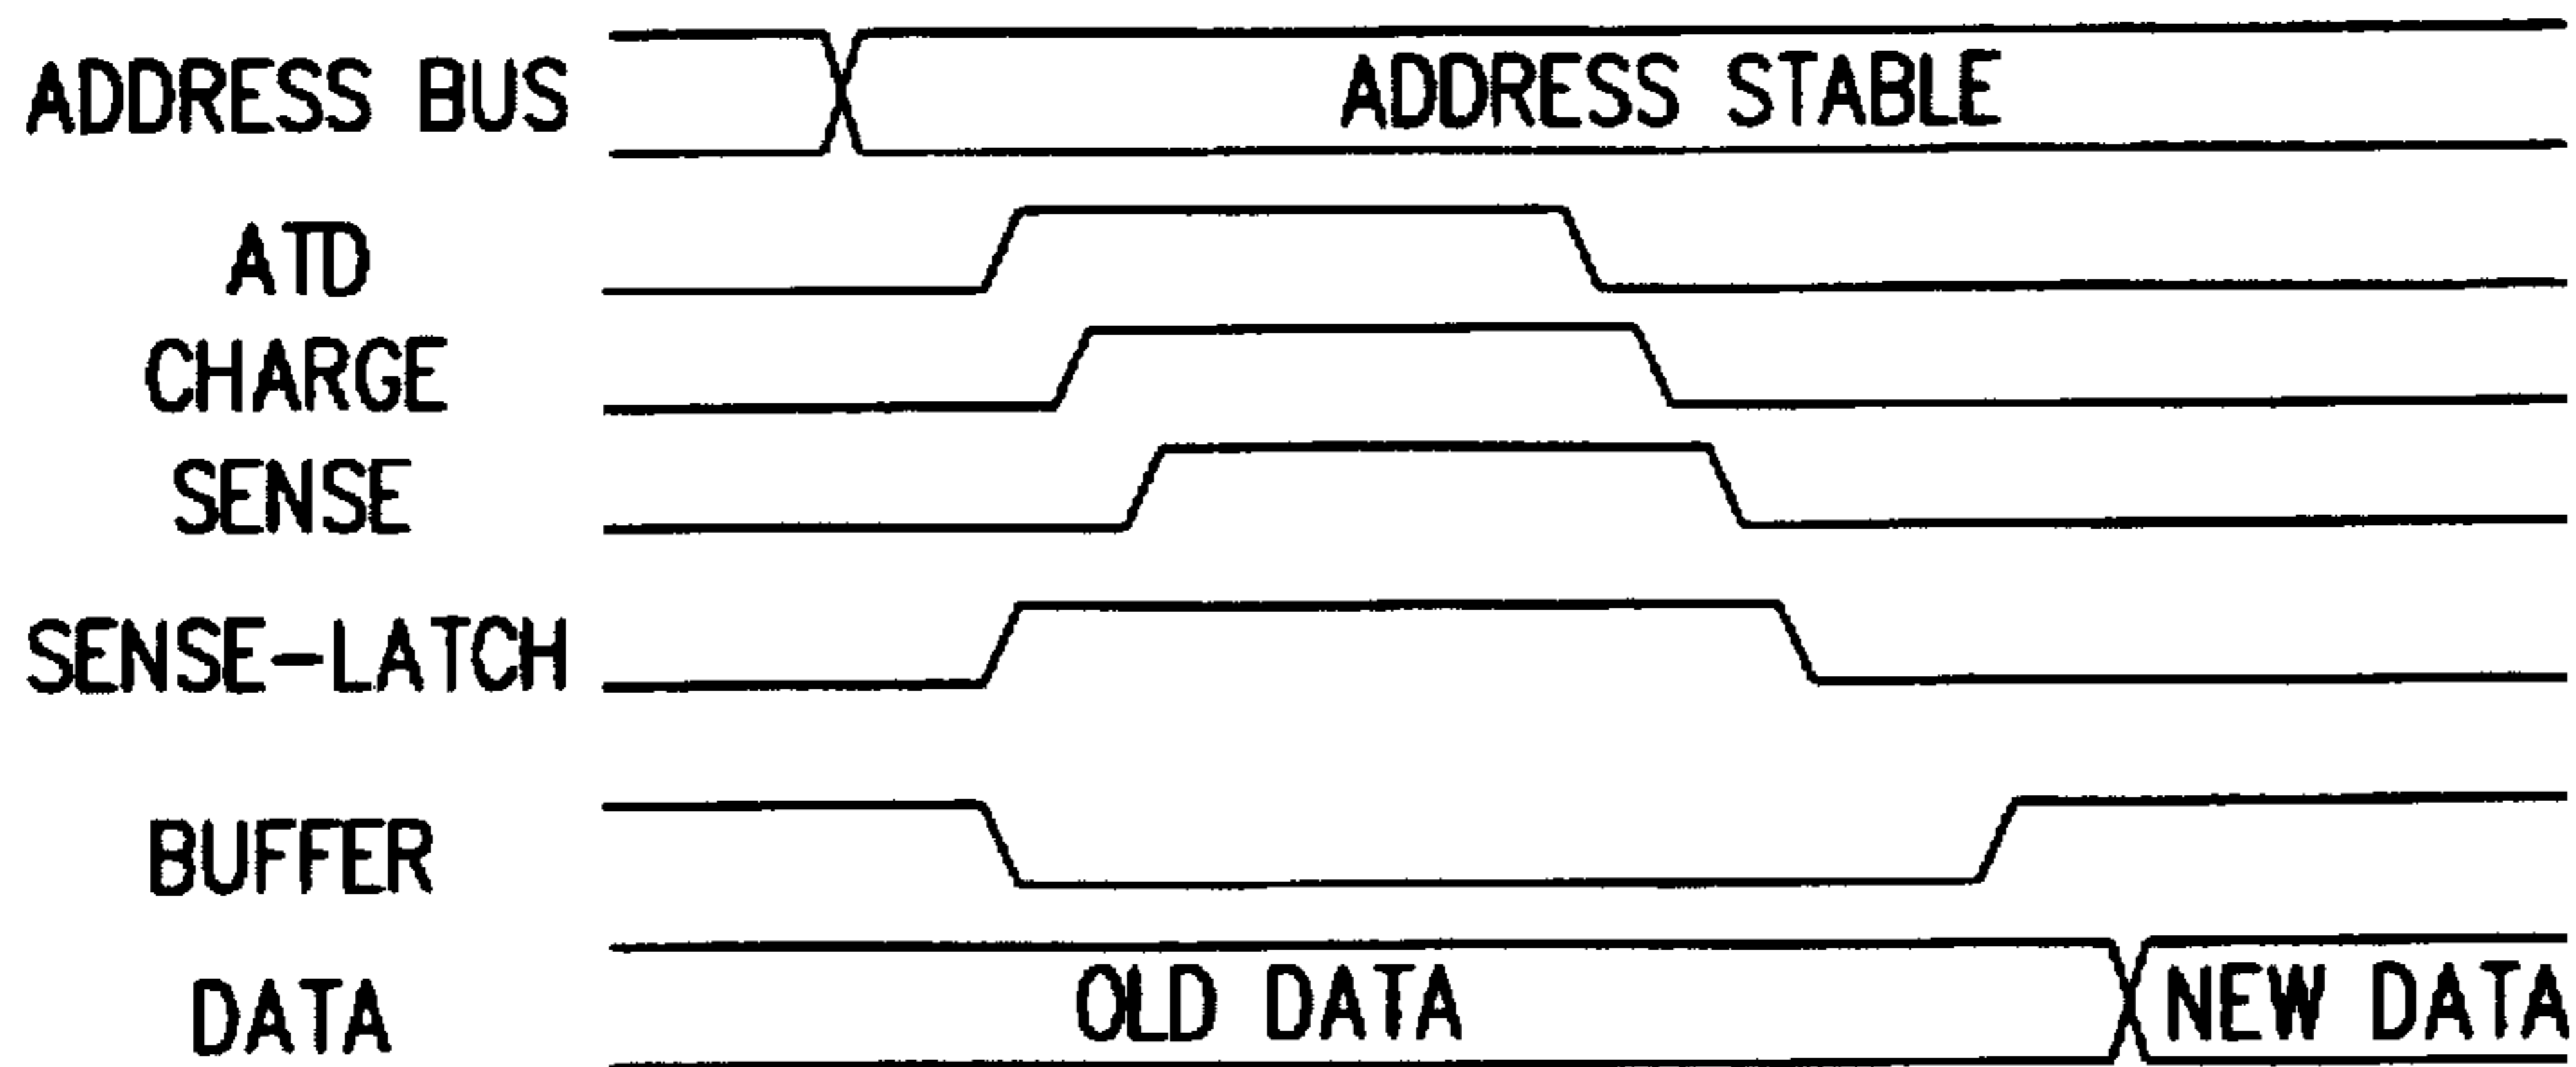 ADDRESS BUS ADDRESS STABLE
ATD
CHARGE
SENSE
SENSE-LATCH
BUFFER
DATA OLD DATA NEW DATA